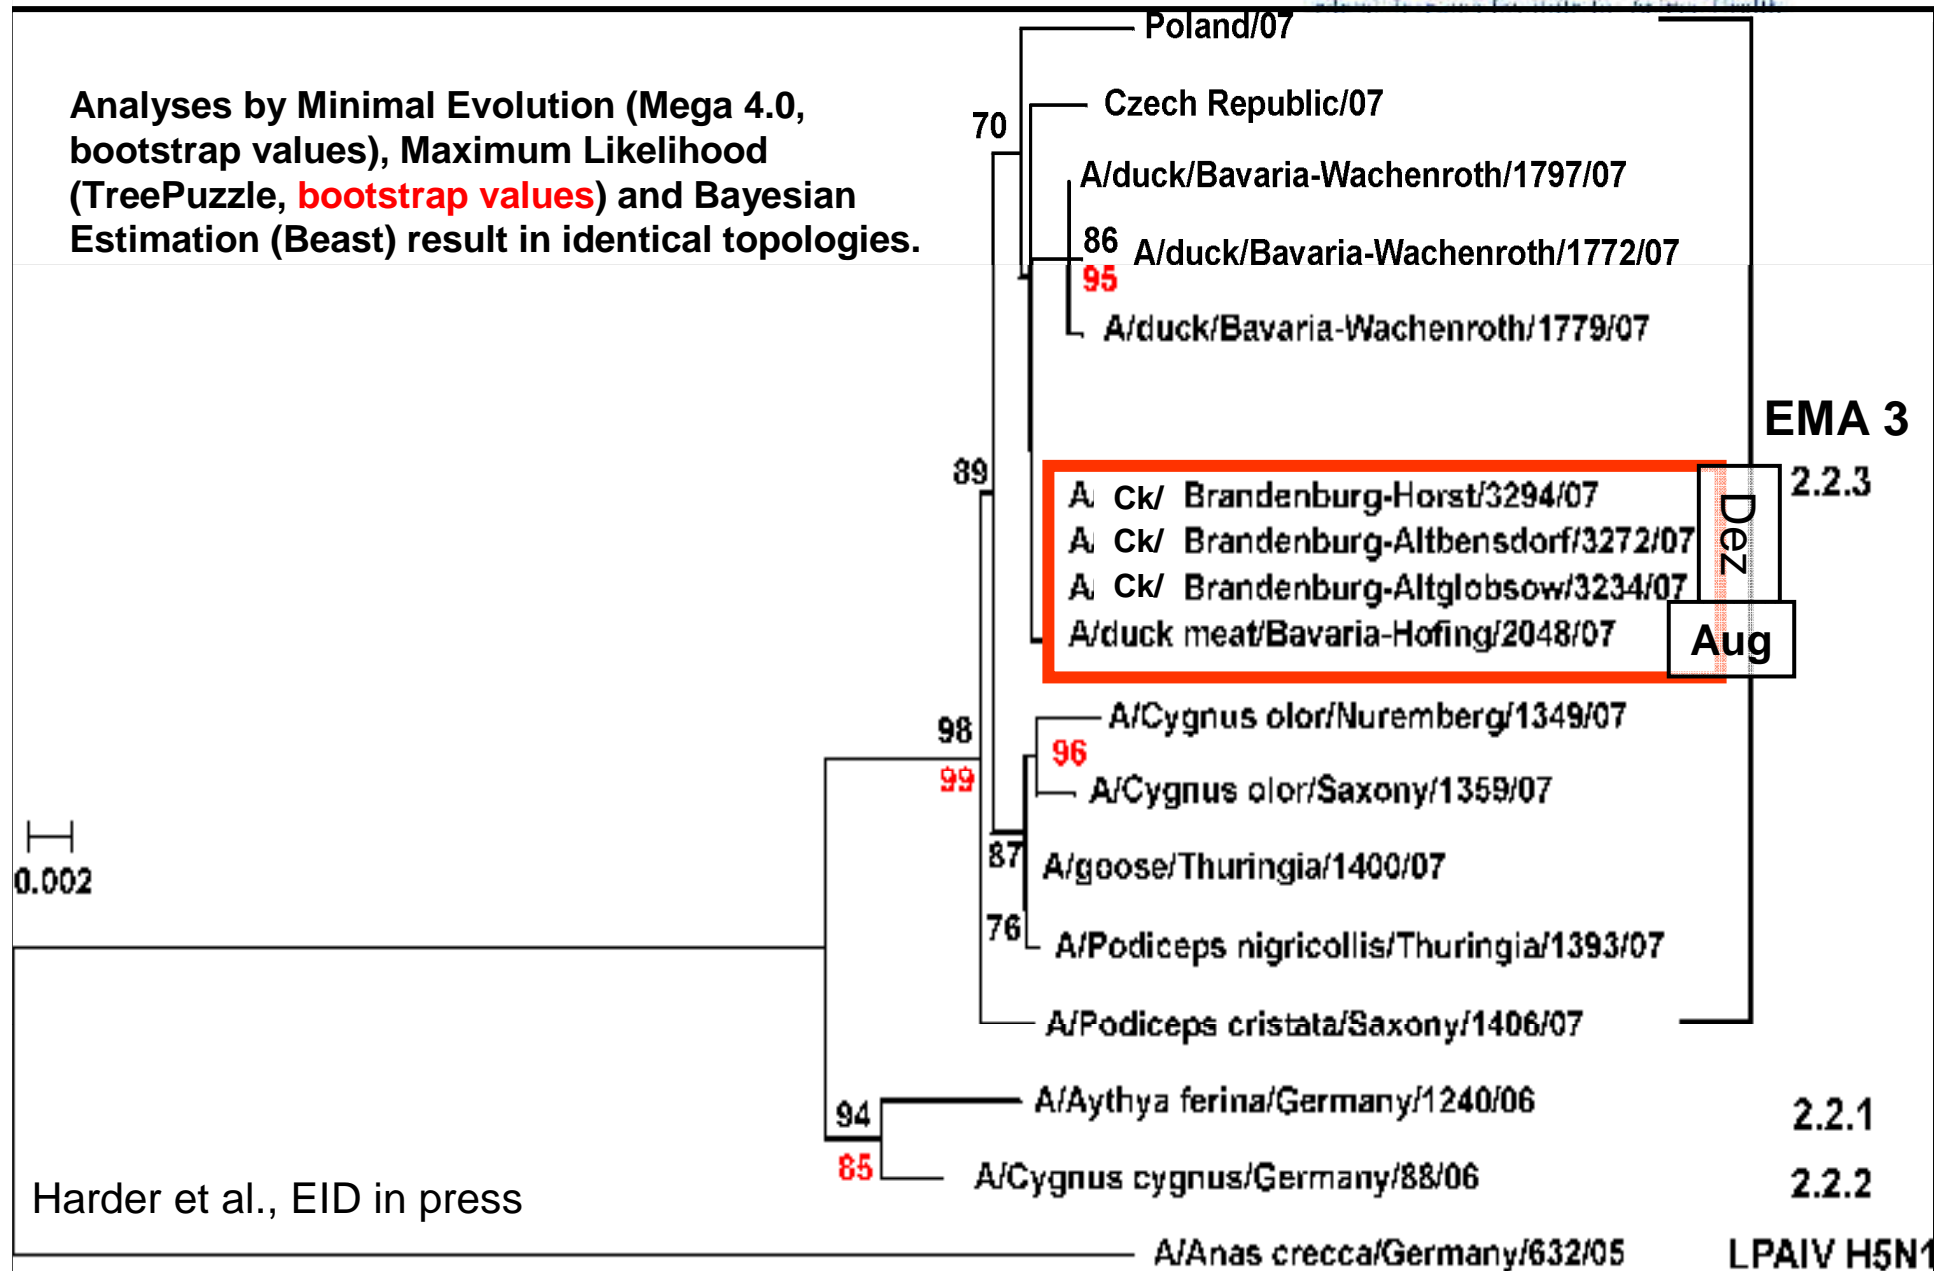 Analyses by Minimal Evolution (Mega 4.0,
bootstrap values), Maximum Likelihood
(TreePuzzle, bootstrap values) and Bayesian
Estimation (Beast) result in identical topologies.
Poland/07
70
Czech Republic/07
A/duck/Bavaria-Wachenroth/1797/07
86
95
A/duck/Bavaria-Wachenroth/1772/07
A/duck/Bavaria-Wachenroth/1779/07
EMA 3
2.2.3
89
A/ Ck/ Brandenburg-Horst/3294/07
A/ Ck/ Brandenburg-Altbensdorf/3272/07
A/ Ck/ Brandenburg-Altglobsow/3234/07
Dez
A/duck meat/Bavaria-Hofing/2048/07
Aug
98
99
A/Cygnus olor/Nuremberg/1349/07
96
A/Cygnus olor/Saxony/1359/07
0.002
87
A/goose/Thuringia/1400/07
76
A/Podiceps nigricollis/Thuringia/1393/07
A/Podiceps cristata/Saxony/1406/07
94
85
A/Aythya ferina/Germany/1240/06
2.2.1
A/Cygnus cygnus/Germany/88/06
2.2.2
Harder et al., EID in press
A/Anas crecca/Germany/632/05
LPAIV H5N1